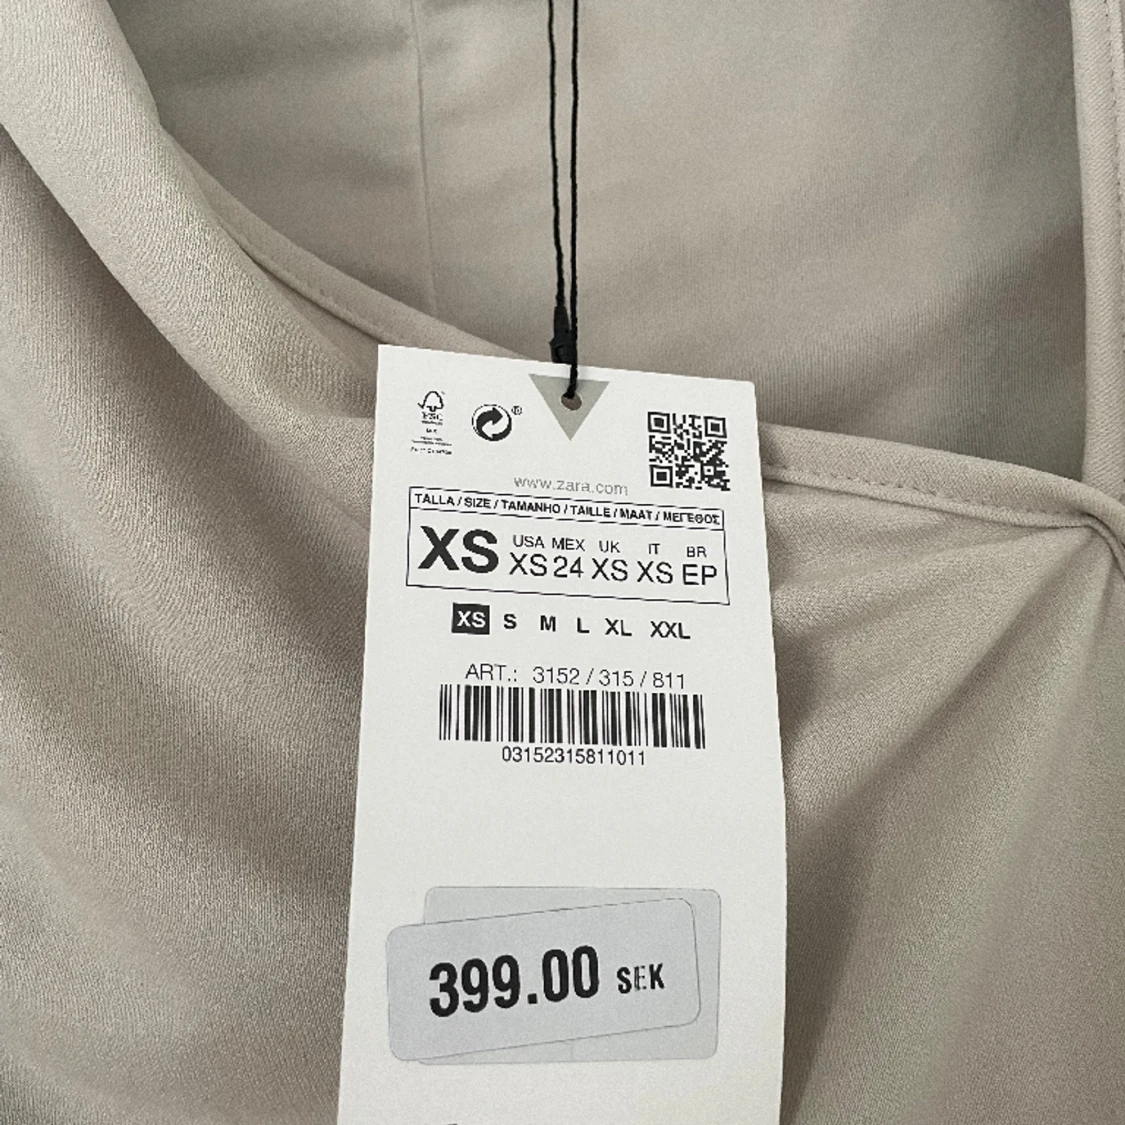 FSC
®
www.zara.com
TALLA / SIZE / TAMANHO / TAILLE / MAAT / ΜΕΓΕΘΟΣ
XS
USA MEX UK IT BR
XS 24 XS XS EP
XS S M L XL XXL
ART.: 3152 / 315 / 811
03152315811011
399.00 SEK